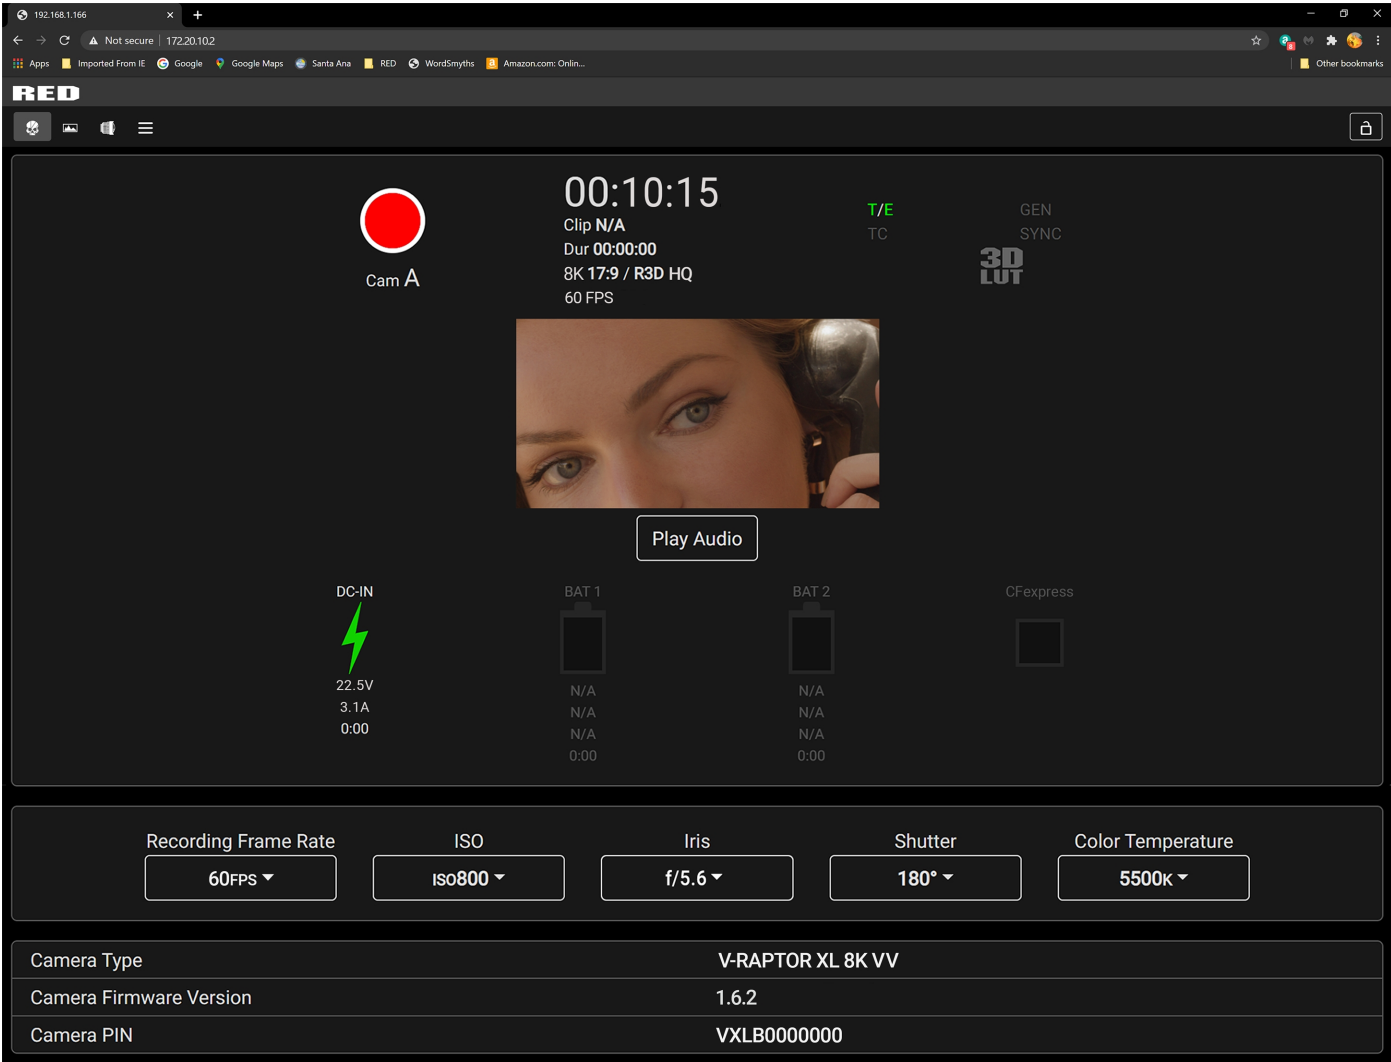 192.168.1.166
Not secure 172.20.10.2
Apps Imported From IE Google Google Maps Santa Ana RED WordSmyths Amazon.com: Onlin... Other bookmarks
RED
00:10:15
Clip N/A
Dur 00:00:00
8K 17:9 / R3D HQ
60 FPS
Cam A
T/E GEN
TC SYNC
3D
LUT
Play Audio
DC-IN BAT 1 BAT 2 CFexpress
22.5V N/A N/A
3.1A N/A N/A
0:00 N/A N/A
0:00 0:00
Recording Frame Rate ISO Iris Shutter Color Temperature
60FPS ISO800 f/5.6 180° 5500K
Camera Type V-RAPTOR XL 8K VV
Camera Firmware Version 1.6.2
Camera PIN VXLB0000000